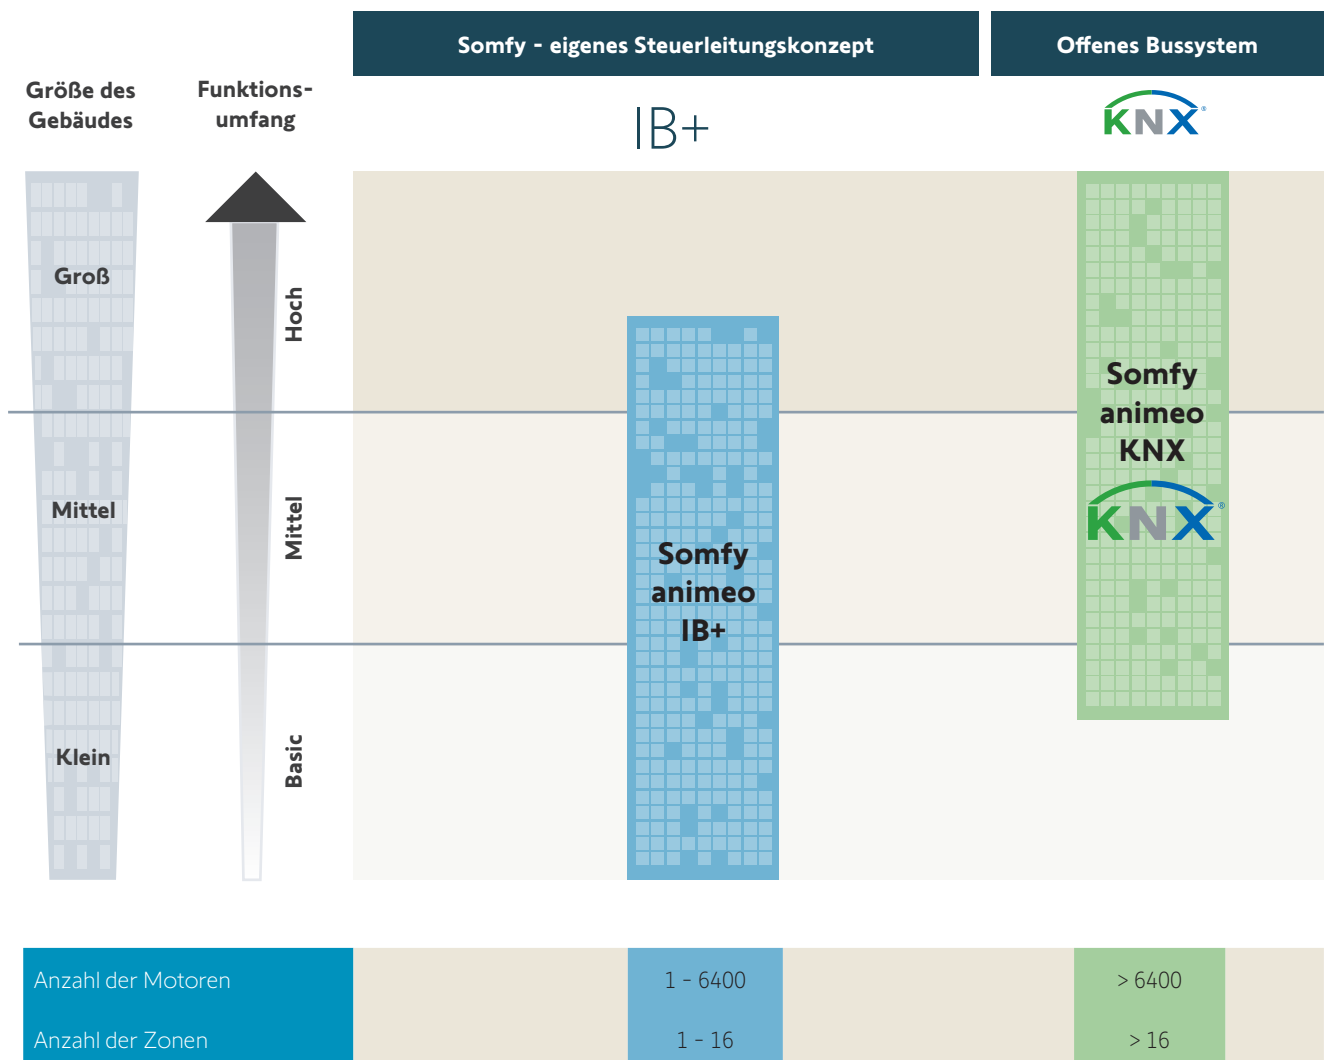 Somfy - eigenes Steuerleitungskonzept
Offenes Bussystem
Größe des
Gebäudes
Funktions-
umfang
IB+
KNX®
Groß
Mittel
Klein
Hoch
Mittel
Basic
Somfy
animeo
IB+
Somfy
animeo
KNX
KNX®
Anzahl der Motoren
1 - 6400
> 6400
Anzahl der Zonen
1 - 16
> 16